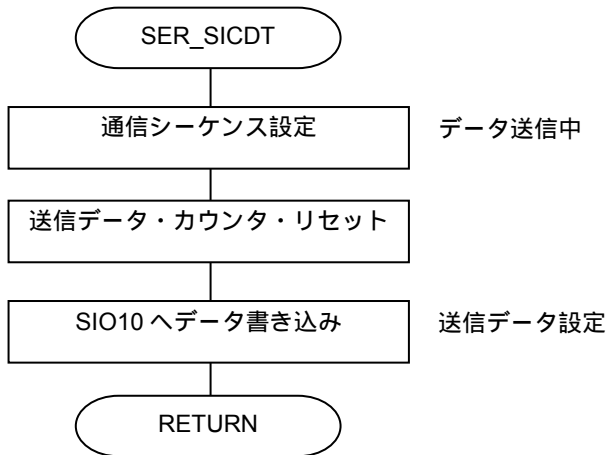 SER_SICDT
通信シーケンス設定
データ送信中
送信データ・カウンタ・リセット
SIO10 へデータ書き込み
送信データ設定
RETURN